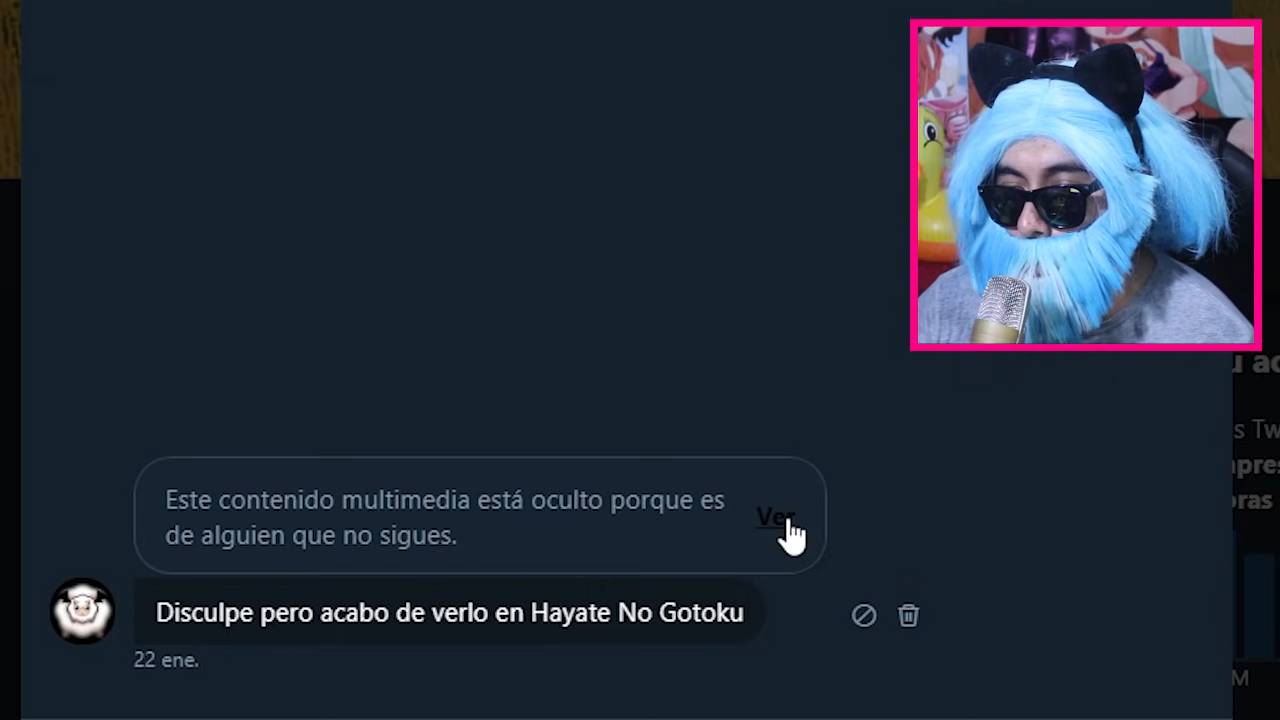 Este contenido multimedia está oculto porque es
de alguien que no sigues.
Ver
Disculpe pero acabo de verlo en Hayate No Gotoku
22 ene.
s Tw
M